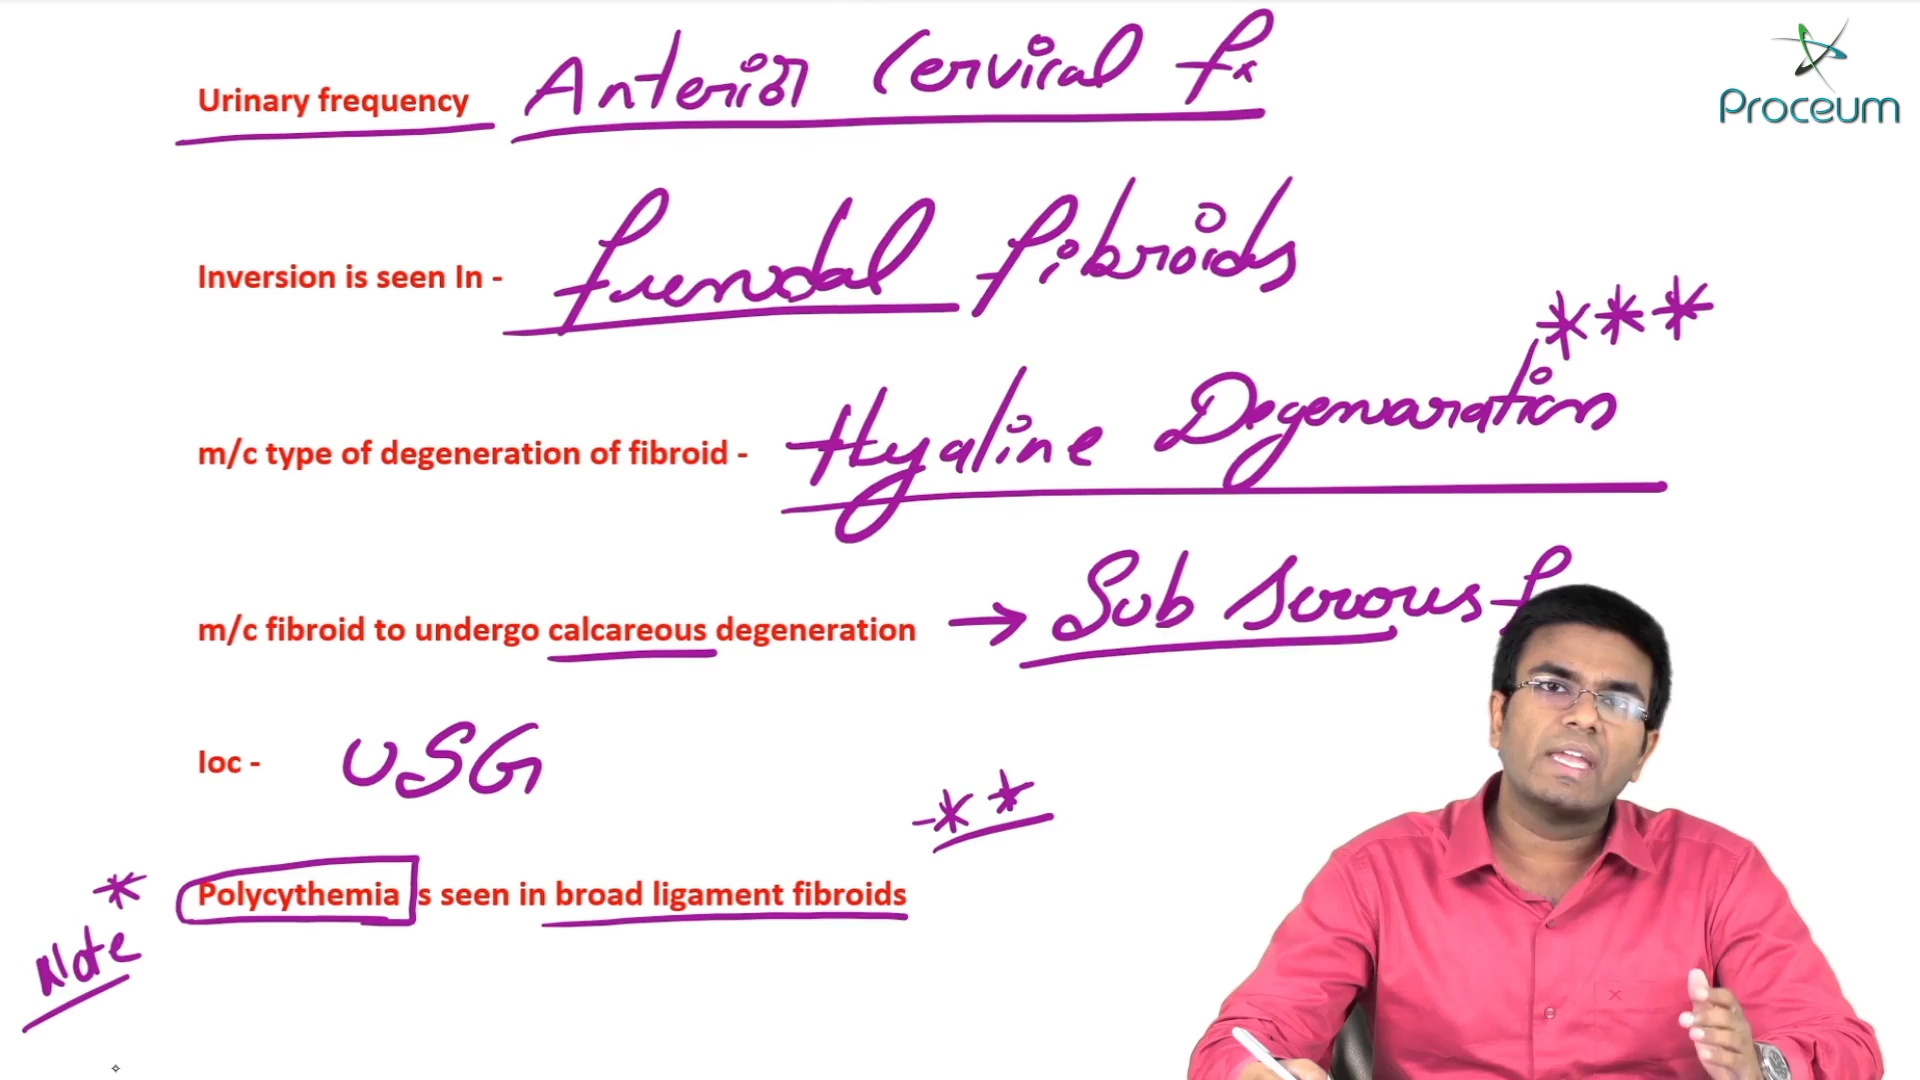 Proceum
Urinary frequency Anterior Cervical fx
Inversion is seen In - fundal fibroids
m/c type of degeneration of fibroid - Hyaline Degenaration
***
m/c fibroid to undergo calcareous degeneration → Sub Serous f
Ioc - USG
**
* Polycythemia is seen in broad ligament fibroids
Note